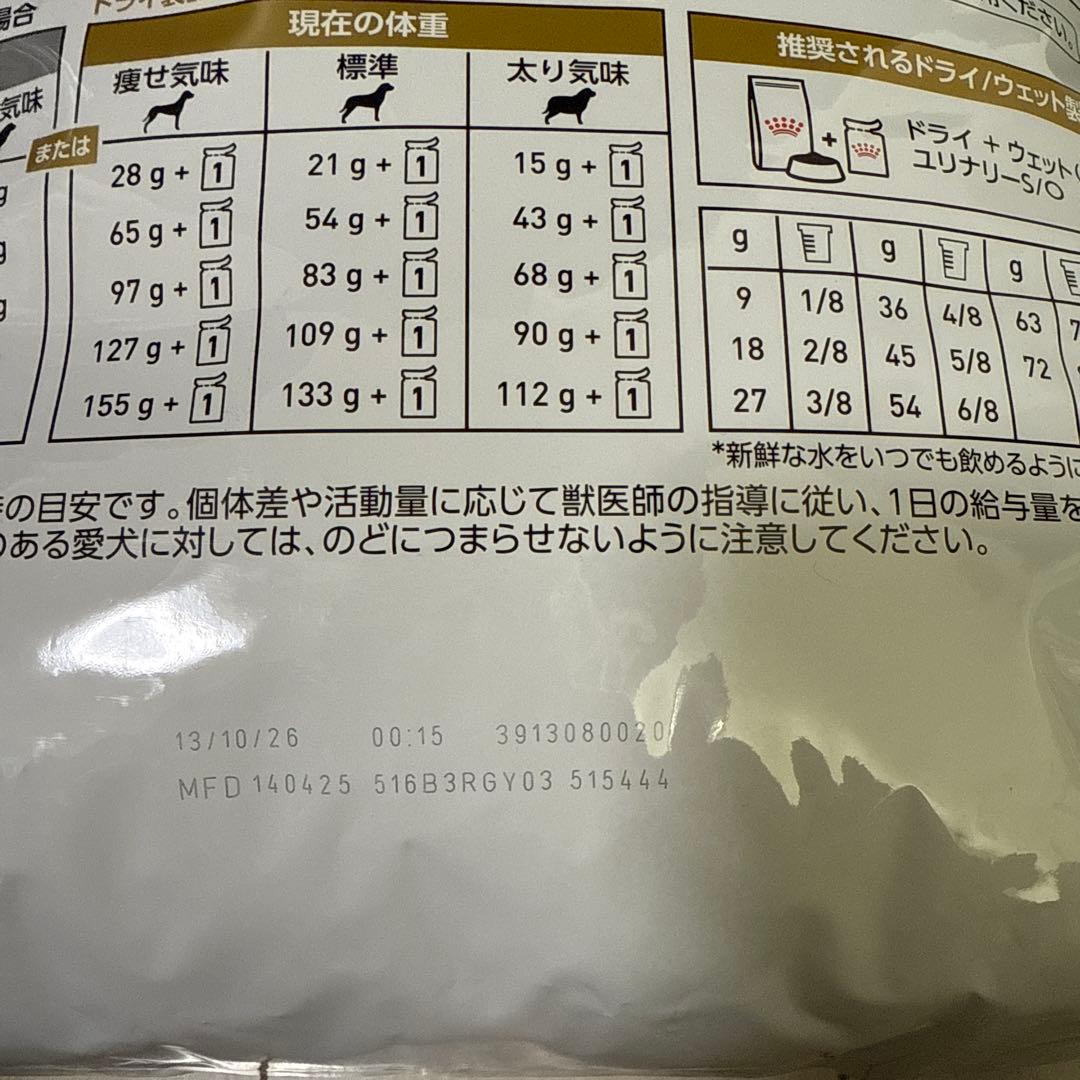 場合
現在の体重
ください。
痩せ気味
標準
太り気味
気味
または
28 g + 1
21 g + 1
15 g + 1
65 g + 1
54 g + 1
43 g + 1
97 g + 1
83 g + 1
68 g + 1
127 g + 1
109 g + 1
90 g + 1
155 g + 1
133 g + 1
112 g + 1
推奨されるドライ/ウェット製
ドライ + ウェット(
ユリナリーS/O
g g g
9 1/8 36 4/8 63 7
18 2/8 45 5/8 72
27 3/8 54 6/8
*新鮮な水をいつでも飲めるように
の目安です。個体差や活動量に応じて獣医師の指導に従い、1日の給与量を
のある愛犬に対しては、のどにつまらせないように注意してください。
13/10/26 00:15 3913080020
MFD 140425 516B3RGY03 515444